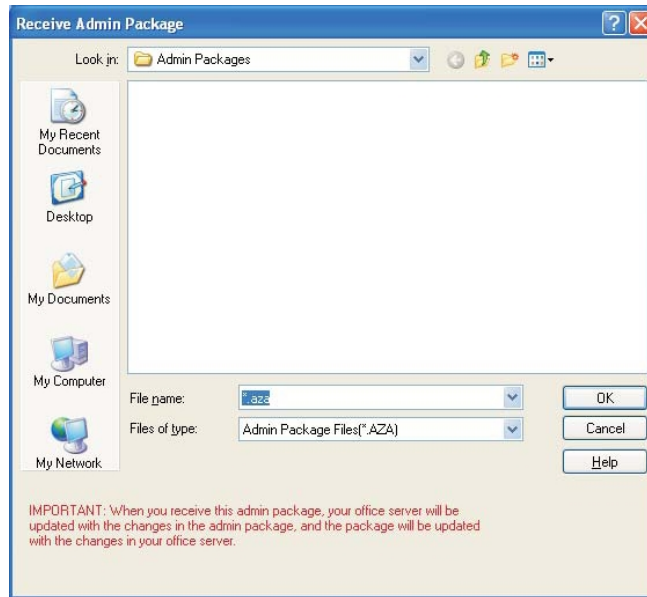 Receive Admin Package
Look in: Admin Packages
My Recent
Documents
Desktop
My Documents
My Computer
My Network
File name: *.aza
Files of type: Admin Package Files(*.AZA)
OK
Cancel
Help
IMPORTANT: When you receive this admin package, your office server will be
updated with the changes in the admin package, and the package will be updated
with the changes in your office server.